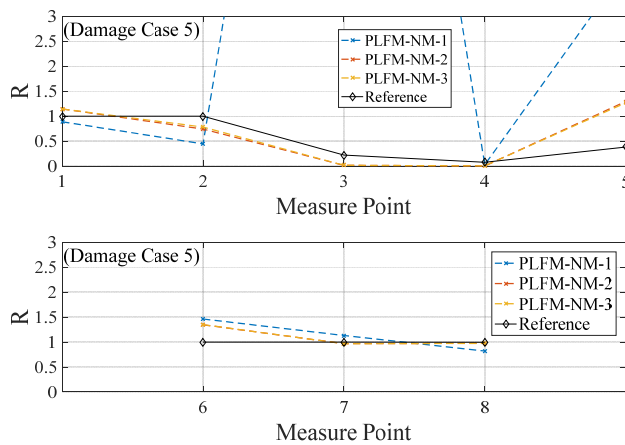 3
(Damage Case 5)
2.5
2
1.5
1
0.5
0
R
PLFM-NM-1
PLFM-NM-2
PLFM-NM-3
Reference
1 2 3 4 5
Measure Point
3
(Damage Case 5)
2.5
2
1.5
1
0.5
0
R
PLFM-NM-1
PLFM-NM-2
PLFM-NM-3
Reference
6 7 8
Measure Point